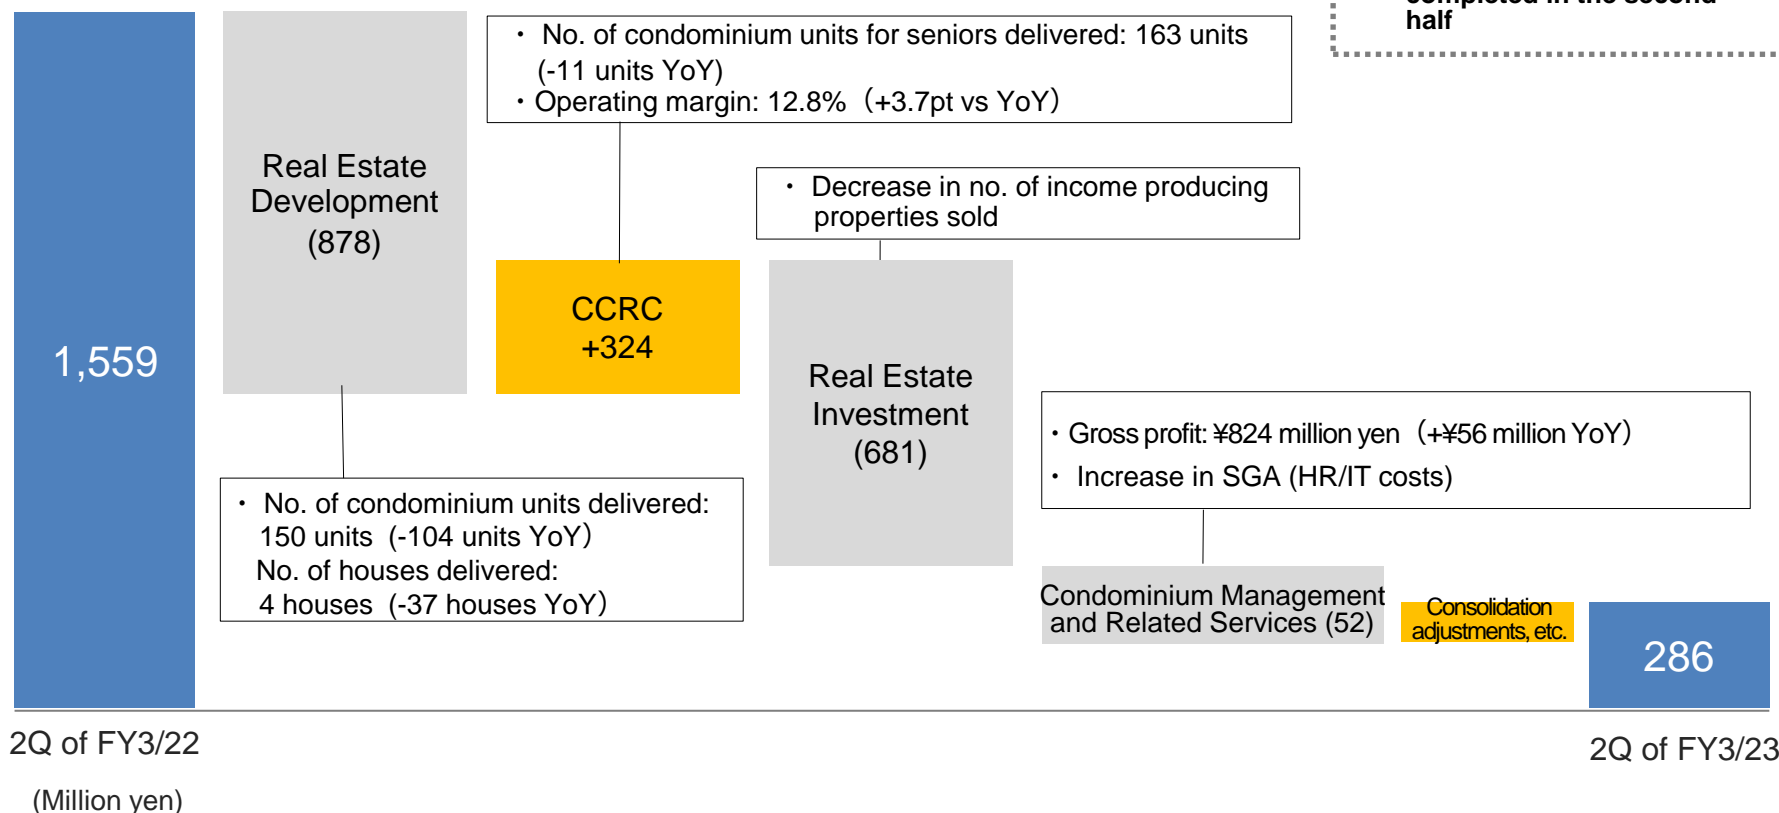 completed in the second
half
・ No. of condominium units for seniors delivered: 163 units
(-11 units YoY)
・Operating margin: 12.8%（+3.7pt vs YoY）
Real Estate
Development
(878)
・ Decrease in no. of income producing
properties sold
CCRC
+324
1,559
Real Estate
Investment
(681)
・Gross profit: ¥824 million yen（+¥56 million YoY）
・ Increase in SGA (HR/IT costs)
・ No. of condominium units delivered:
150 units (-104 units YoY）
No. of houses delivered:
4 houses (-37 houses YoY）
Condominium Management
and Related Services (52)
Consolidation
adjustments, etc.
286
2Q of FY3/22
2Q of FY3/23
(Million yen)